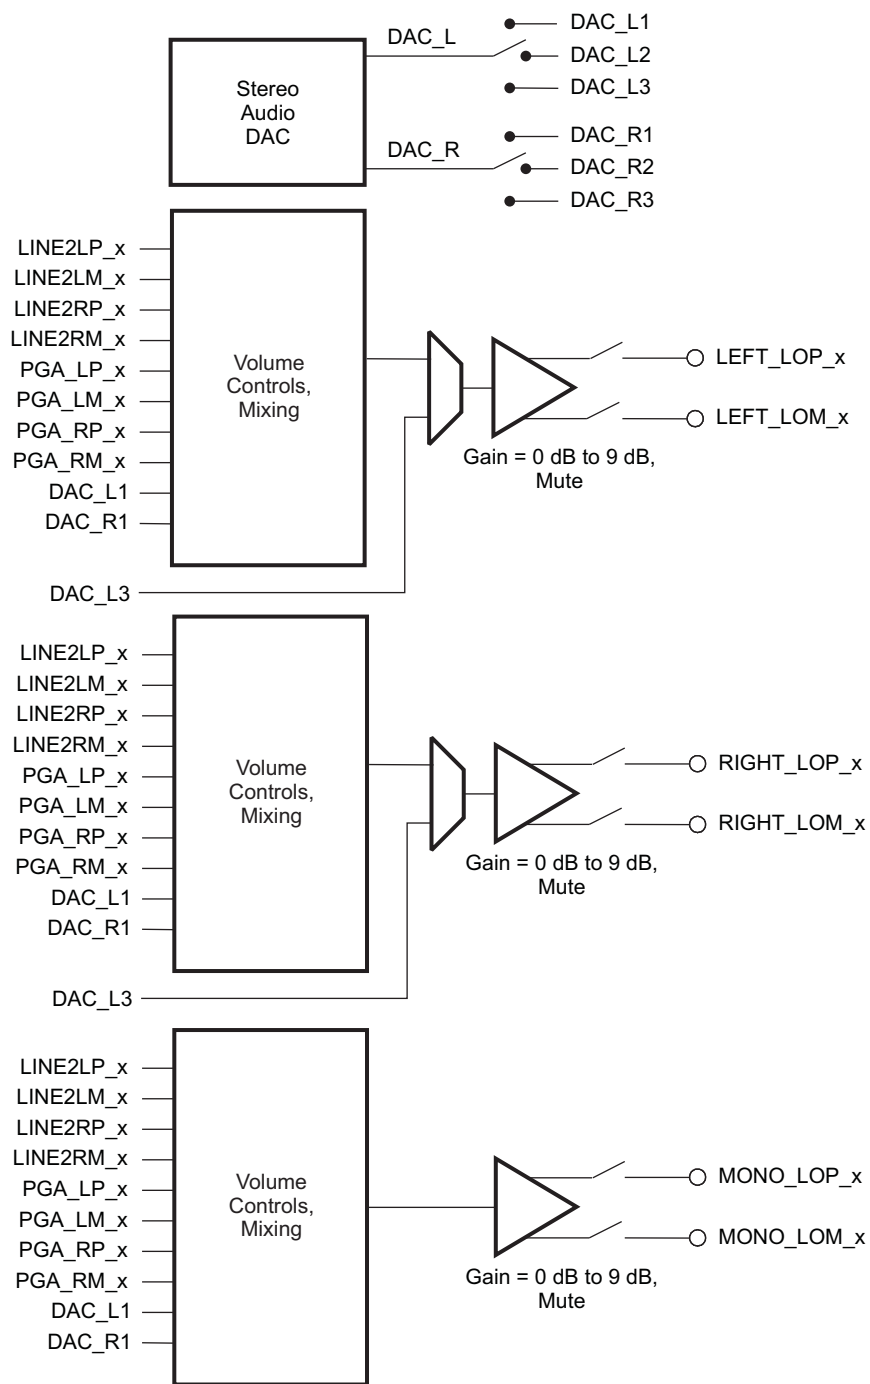 DAC_L
DAC_L1
DAC_L2
DAC_L3
Stereo
Audio
DAC
DAC_R
DAC_R1
DAC_R2
DAC_R3
LINE2LP_x
LINE2LM_x
LINE2RP_x
LINE2RM_x
PGA_LP_x
PGA_LM_x
PGA_RP_x
PGA_RM_x
DAC_L1
DAC_R1
DAC_L3
Volume
Controls,
Mixing
Gain = 0 dB to 9 dB,
Mute
LEFT_LOP_x
LEFT_LOM_x
LINE2LP_x
LINE2LM_x
LINE2RP_x
LINE2RM_x
PGA_LP_x
PGA_LM_x
PGA_RP_x
PGA_RM_x
DAC_L1
DAC_R1
DAC_L3
Volume
Controls,
Mixing
Gain = 0 dB to 9 dB,
Mute
RIGHT_LOP_x
RIGHT_LOM_x
LINE2LP_x
LINE2LM_x
LINE2RP_x
LINE2RM_x
PGA_LP_x
PGA_LM_x
PGA_RP_x
PGA_RM_x
DAC_L1
DAC_R1
Volume
Controls,
Mixing
Gain = 0 dB to 9 dB,
Mute
MONO_LOP_x
MONO_LOM_x